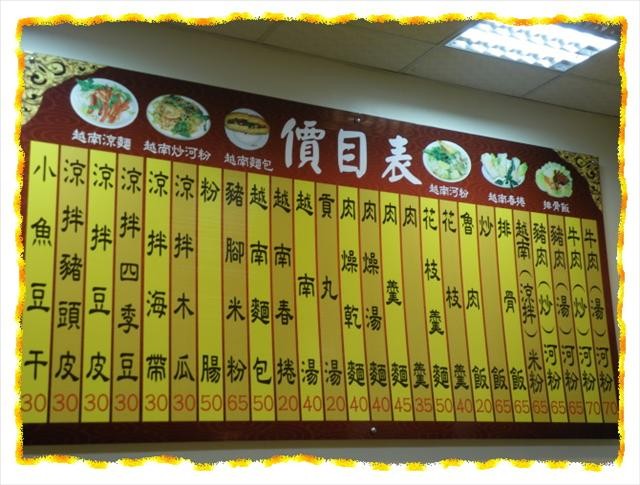 價目表
越南涼麵
越南炒河粉
越南麵包
越南河粉
越南春捲
排骨飯
牛肉(湯)河粉 70
牛肉(炒)河粉 70
豬肉(湯)河粉 65
豬肉(炒)河粉 65
越南(涼拌)米粉 65
排骨飯 65
炒飯 65
魯肉飯 20
花枝羹 40
花枝羹麵 50
肉羹 35
肉羹麵 45
肉燥湯麵 40
肉燥乾麵 40
貢丸湯 20
越南湯 40
越南春捲 20
越南麵包 50
豬腳米粉 65
粉腸 50
涼拌木瓜 30
涼拌海帶 30
涼拌四季豆 30
涼拌豆皮 30
涼拌豬頭皮 30
小魚豆干 30